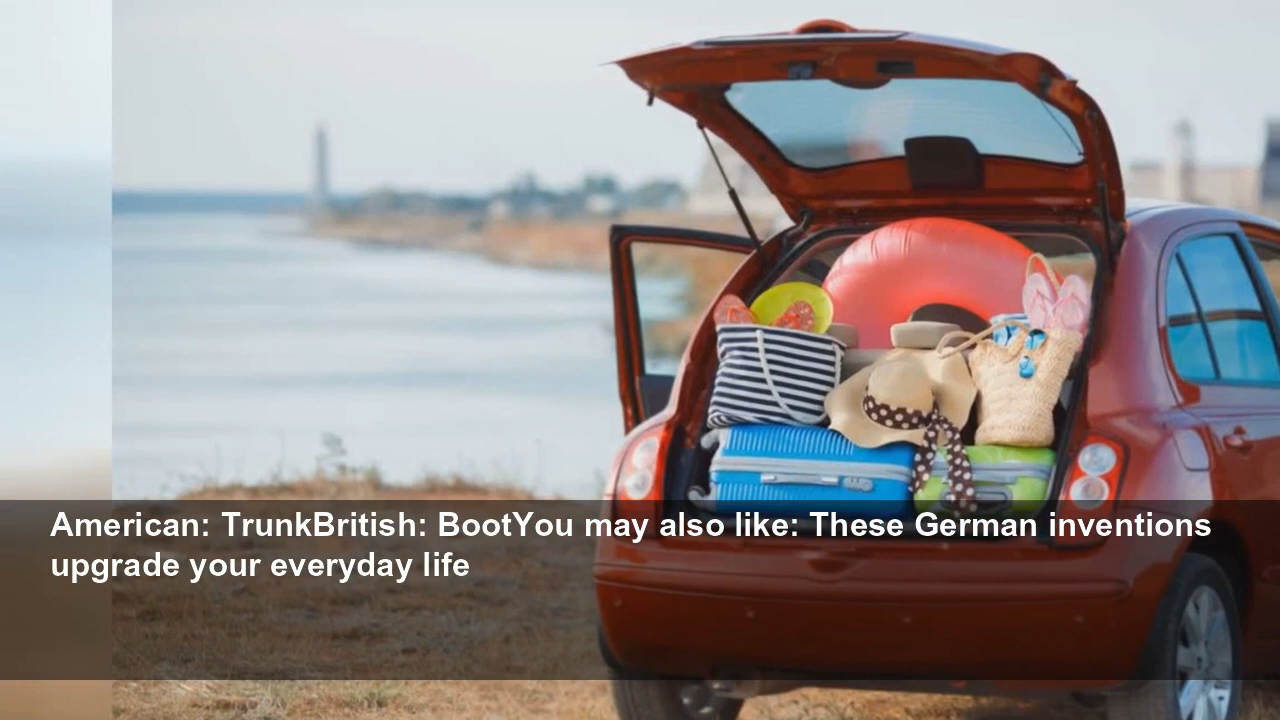 American: TrunkBritish: BootYou may also like: These German inventions
upgrade your everyday life